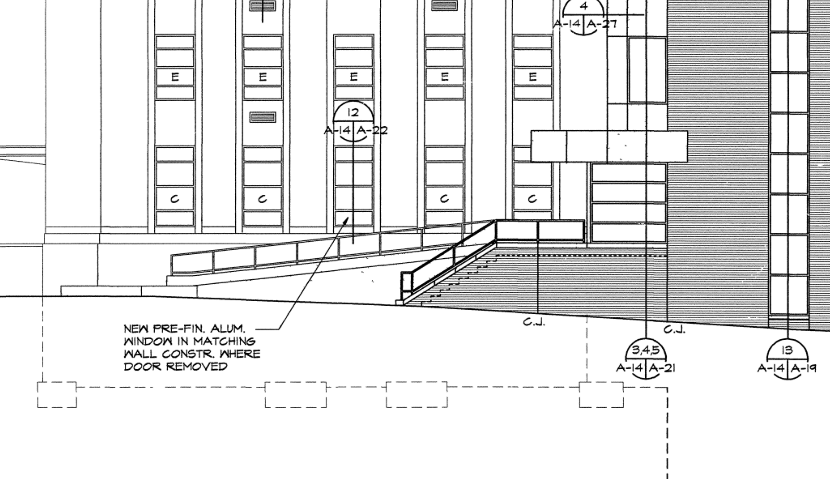 4
A-14 A-27
E E E E E
12
A-14 A-22
C C C C
C.J.
C.J.
NEW PRE-FIN. ALUM.
WINDOW IN MATCHING
WALL CONSTR. WHERE
DOOR REMOVED
3,4,5
A-14 A-21
13
A-14 A-19